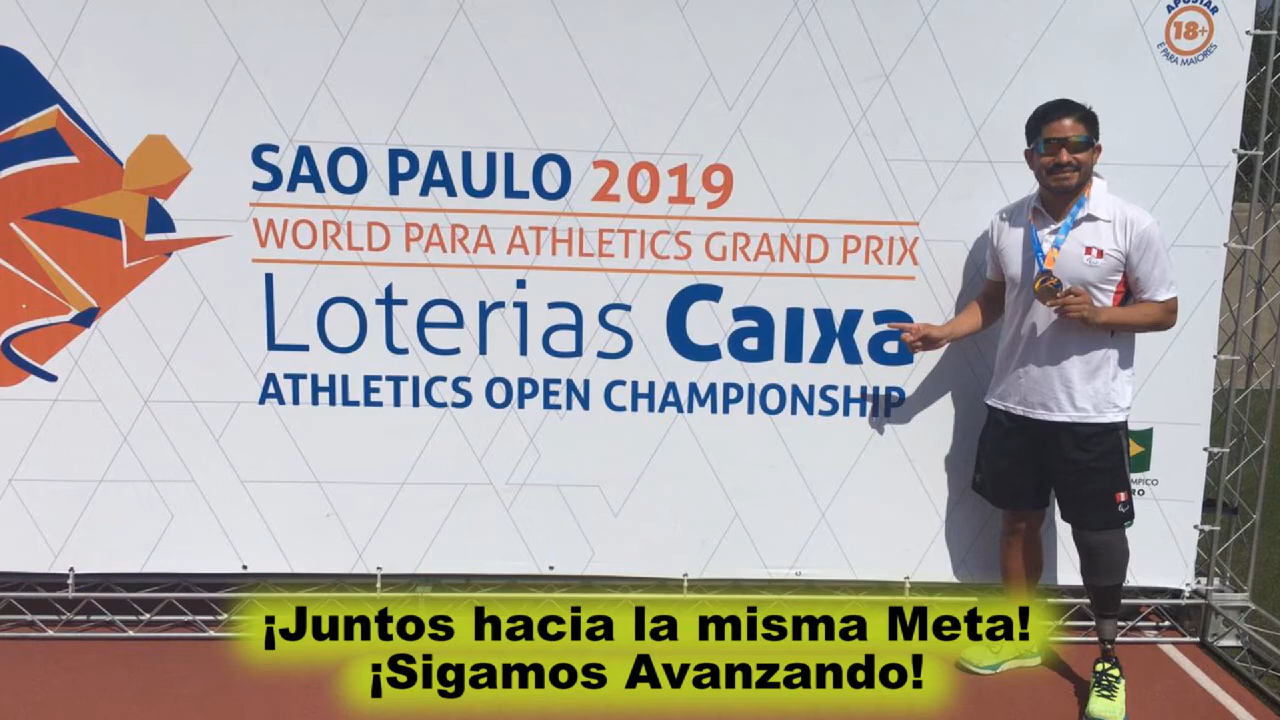 APOSTAR
18+
É PARA MAIORES
SAO PAULO 2019
WORLD PARA ATHLETICS GRAND PRIX
Loterias Caixa
ATHLETICS OPEN CHAMPIONSHIP
¡Juntos hacia la misma Meta!
¡Sigamos Avanzando!